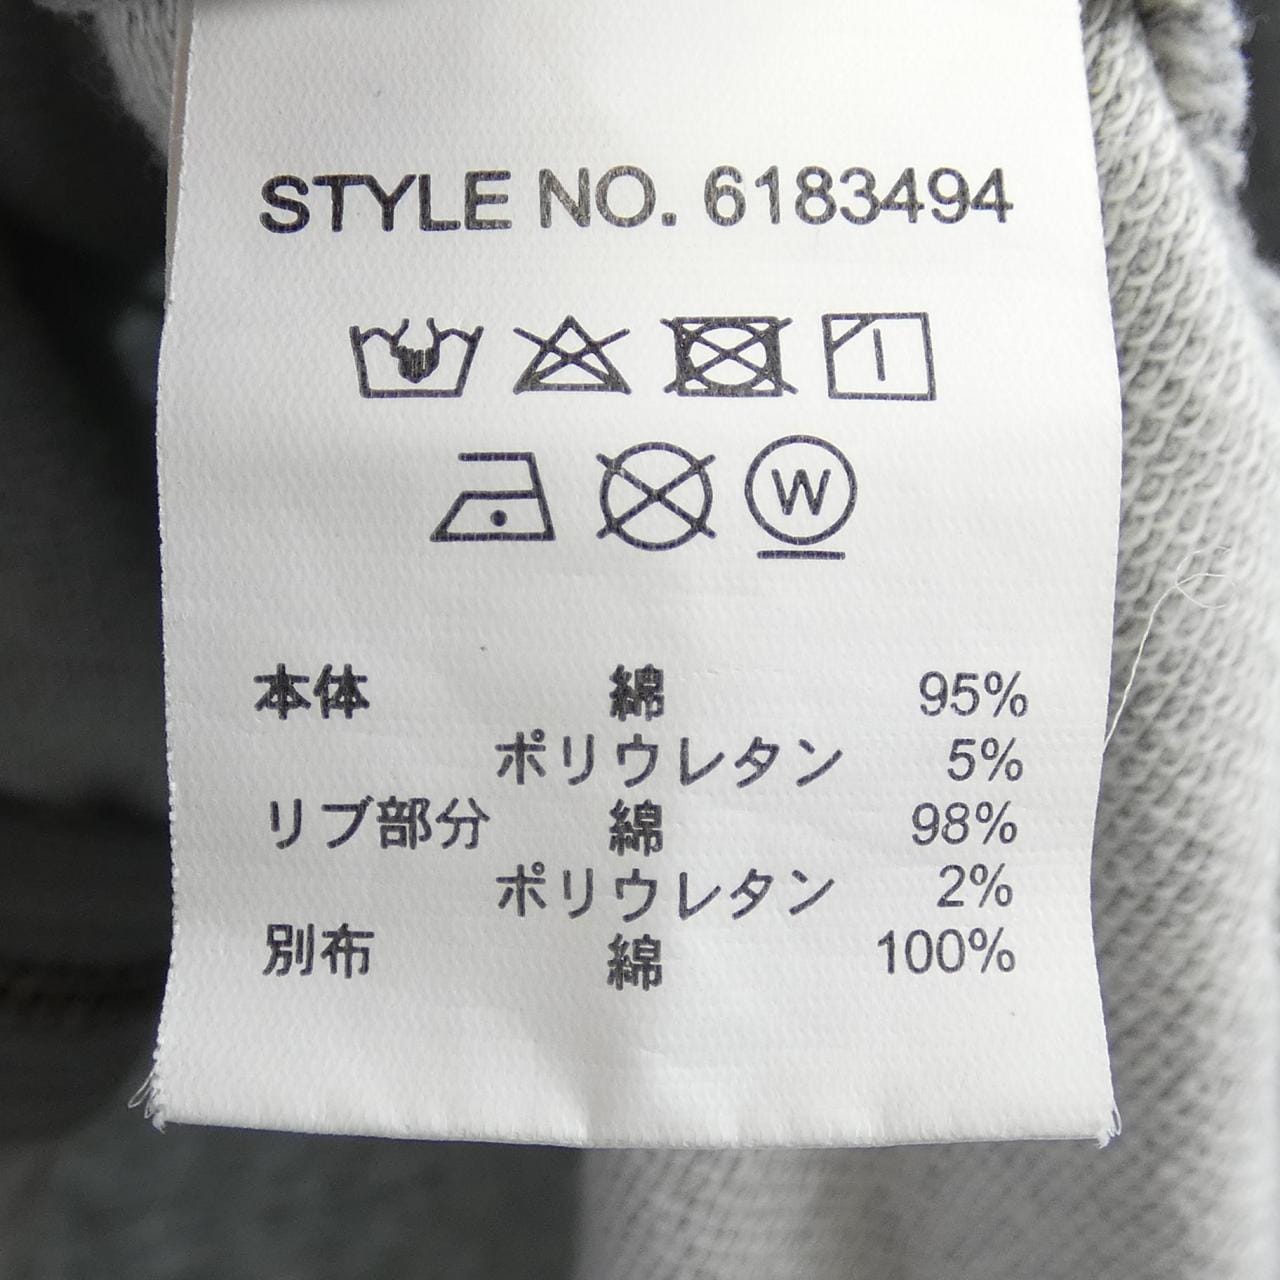 STYLE NO. 6183494
W
本体 綿 95%
ポリウレタン 5%
リブ部分 綿 98%
ポリウレタン 2%
別布 綿 100%